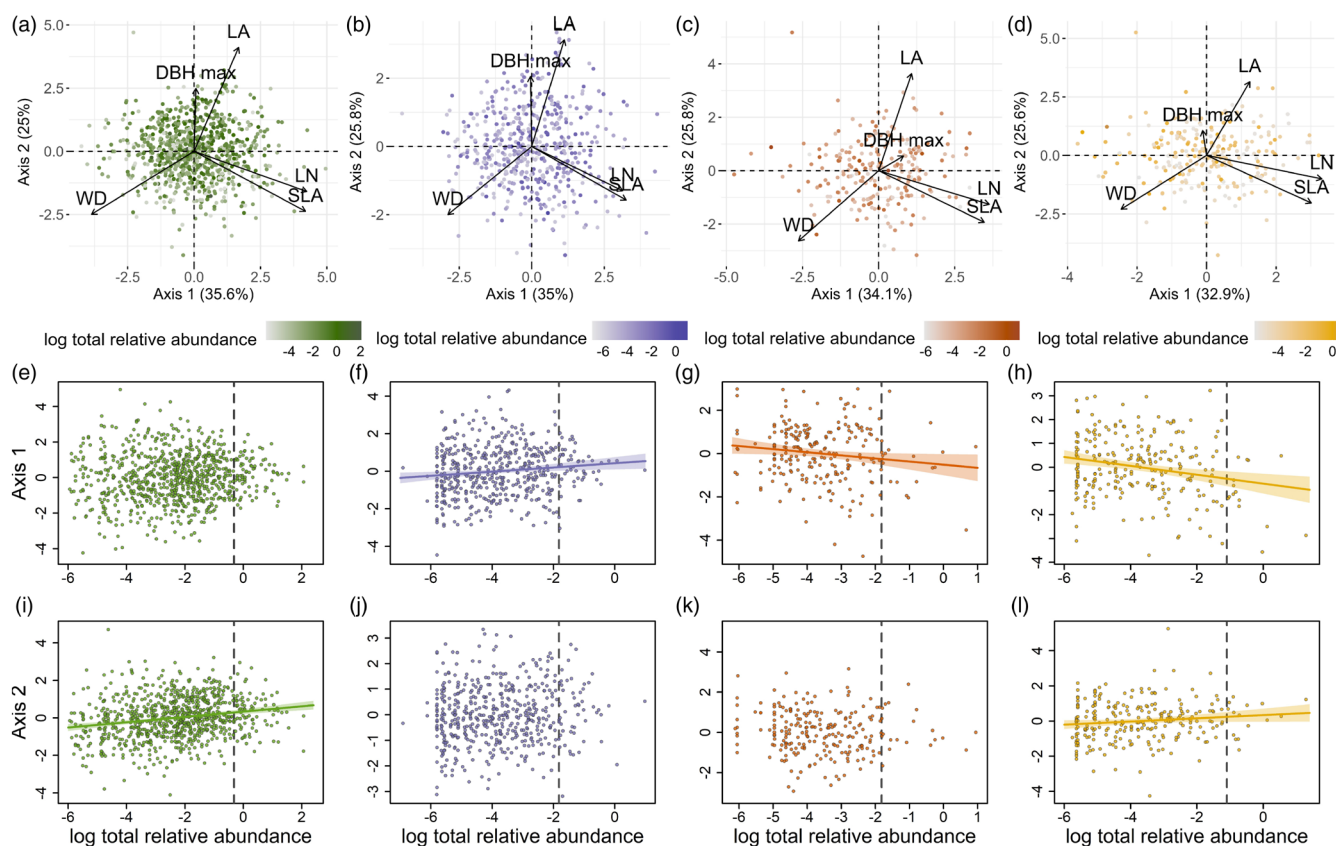 (a)
5.0
2.5
0.0
-2.5
-2.5
0.0
2.5
5.0
Axis 2 (25%)
Axis 1 (35.6%)
LA
DBH max
WD
LN
SLA
(b)
2
0
-2
-2
0
2
4
Axis 2 (25.8%)
Axis 1 (35%)
LA
DBH max
WD
LN
SLA
(c)
4
2
0
-2
-5.0
-2.5
0.0
2.5
Axis 2 (25.8%)
Axis 1 (34.1%)
LA
DBH max
WD
LN
SLA
(d)
5.0
2.5
0.0
-2.5
-4
-2
0
2
Axis 2 (25.6%)
Axis 1 (32.9%)
LA
DBH max
WD
LN
SLA
log total relative abundance
-4 -2 0 2
log total relative abundance
-6 -4 -2 0
log total relative abundance
-6 -4 -2 0
log total relative abundance
-4 -2 0
(e)
Axis 1
4
2
0
-2
-4
-6 -4 -2 0 2
(f)
4
2
0
-2
-4
-6 -4 -2 0
(g)
2
0
-2
-4
-6 -5 -4 -3 -2 -1 0 1
(h)
3
2
1
0
-1
-2
-4
-6 -4 -2 0
(i)
Axis 2
4
2
0
-2
-4
-6 -4 -2 0 2
log total relative abundance
(j)
3
2
1
0
-1
-3
-6 -4 -2 0
log total relative abundance
(k)
4
2
0
-2
-6 -5 -4 -3 -2 -1 0 1
log total relative abundance
(l)
4
2
0
-2
-4
-6 -4 -2 0
log total relative abundance